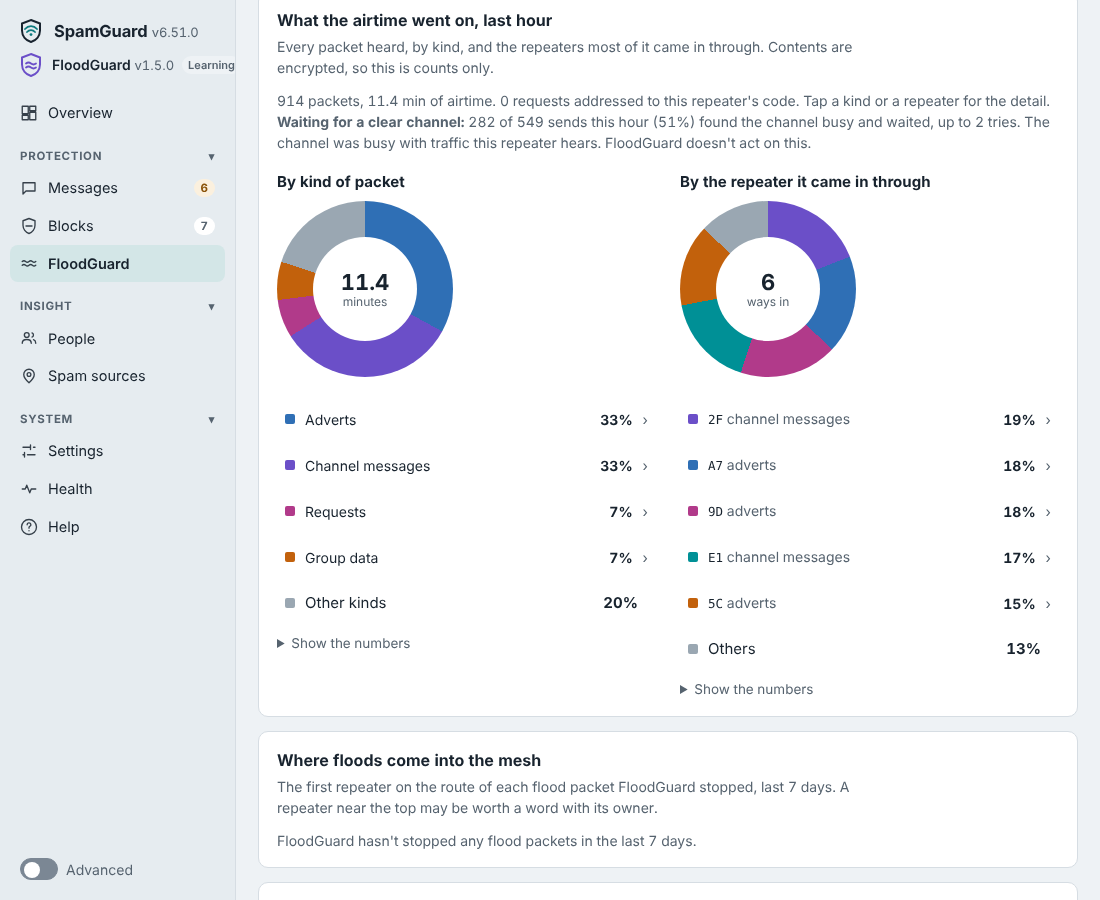 SpamGuard v6.51.0
FloodGuard v1.5.0 Learning
Overview
PROTECTION ▼
Messages 6
Blocks 7
FloodGuard
INSIGHT ▼
People
Spam sources
SYSTEM ▼
Settings
Health
Help
Advanced
What the airtime went on, last hour
Every packet heard, by kind, and the repeaters most of it came in through. Contents are
encrypted, so this is counts only.
914 packets, 11.4 min of airtime. 0 requests addressed to this repeater's code. Tap a kind or a repeater for the detail.
Waiting for a clear channel: 282 of 549 sends this hour (51%) found the channel busy and waited, up to 2 tries. The
channel was busy with traffic this repeater hears. FloodGuard doesn't act on this.
By kind of packet
11.4
minutes
Adverts 33% ›
Channel messages 33% ›
Requests 7% ›
Group data 7% ›
Other kinds 20%
▶ Show the numbers
By the repeater it came in through
6
ways in
2F channel messages 19% ›
A7 adverts 18% ›
9D adverts 18% ›
E1 channel messages 17% ›
5C adverts 15% ›
Others 13%
▶ Show the numbers
Where floods come into the mesh
The first repeater on the route of each flood packet FloodGuard stopped, last 7 days. A
repeater near the top may be worth a word with its owner.
FloodGuard hasn't stopped any flood packets in the last 7 days.